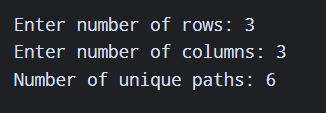 Enter number of rows: 3
Enter number of columns: 3
Number of unique paths: 6